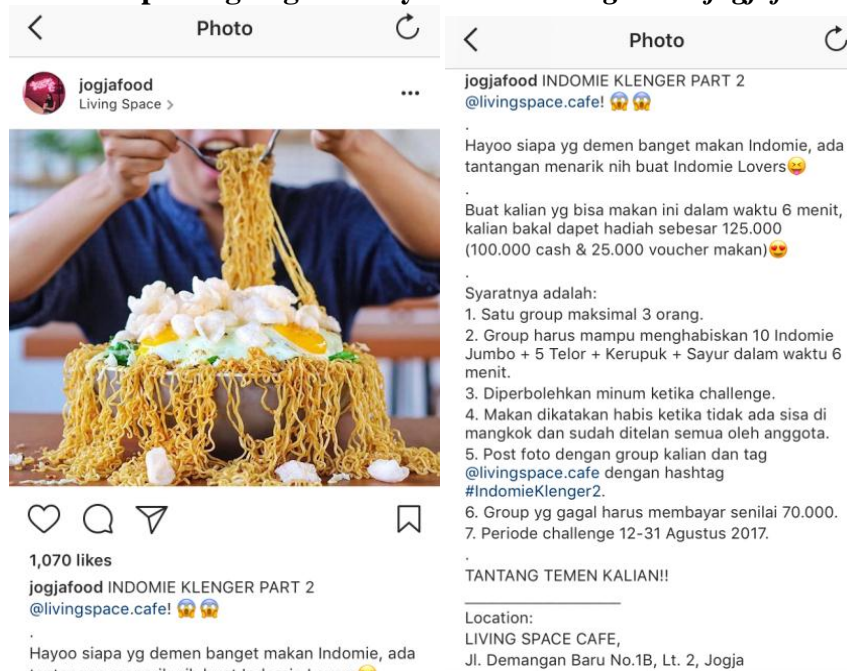 Photo
jogjafood
Living Space >
1,070 likes
jogjafood INDOMIE KLENGER PART 2
@livingspace.cafe! 😱 😱
.
Hayoo siapa yg demen banget makan Indomie, ada
Photo
jogjafood INDOMIE KLENGER PART 2
@livingspace.cafe! 😱 😱
.
Hayoo siapa yg demen banget makan Indomie, ada
tantangan menarik nih buat Indomie Lovers😝
.
Buat kalian yg bisa makan ini dalam waktu 6 menit,
kalian bakal dapet hadiah sebesar 125.000
(100.000 cash & 25.000 voucher makan)😍
.
Syaratnya adalah:
1. Satu group maksimal 3 orang.
2. Group harus mampu menghabiskan 10 Indomie
Jumbo + 5 Telor + Kerupuk + Sayur dalam waktu 6
menit.
3. Diperbolehkan minum ketika challenge.
4. Makan dikatakan habis ketika tidak ada sisa di
mangkok dan sudah ditelan semua oleh anggota.
5. Post foto dengan group kalian dan tag
@livingspace.cafe dengan hashtag
#IndomieKlenger2.
6. Group yg gagal harus membayar senilai 70.000.
7. Periode challenge 12-31 Agustus 2017.
.
TANTANG TEMEN KALIAN!!
____________________
Location:
LIVING SPACE CAFE,
Jl. Demangan Baru No.1B, Lt. 2, Jogja